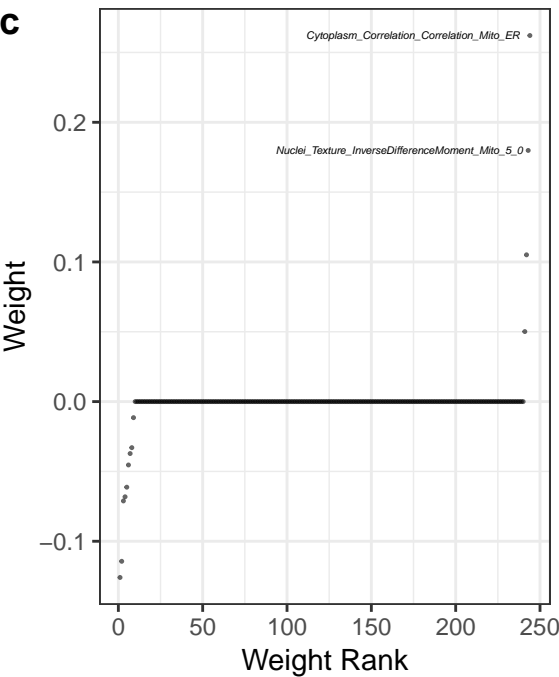 c
Cytoplasm_Correlation_Correlation_Mito_ER
0.2
Nuclei_Texture_InverseDifferenceMoment_Mito_5_0
0.1
Weight
0.0
−0.1
0 50 100 150 200 250
Weight Rank